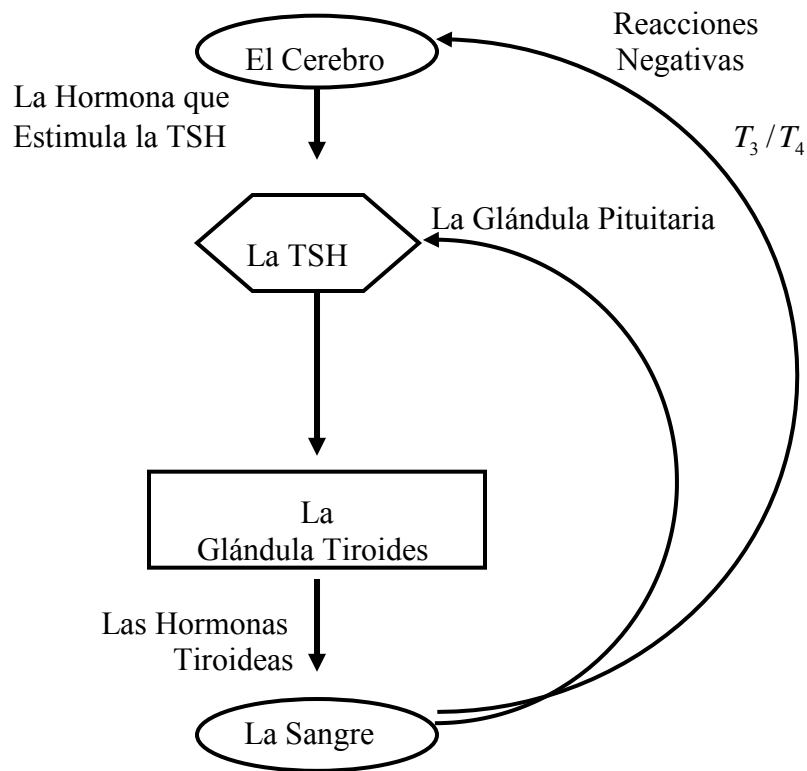 Reacciones
Negativas
El Cerebro
La Hormona que
Estimula la TSH
T₃ / T₄
La Glándula Pituitaria
La TSH
La
Glándula Tiroides
Las Hormonas
Tiroideas
La Sangre